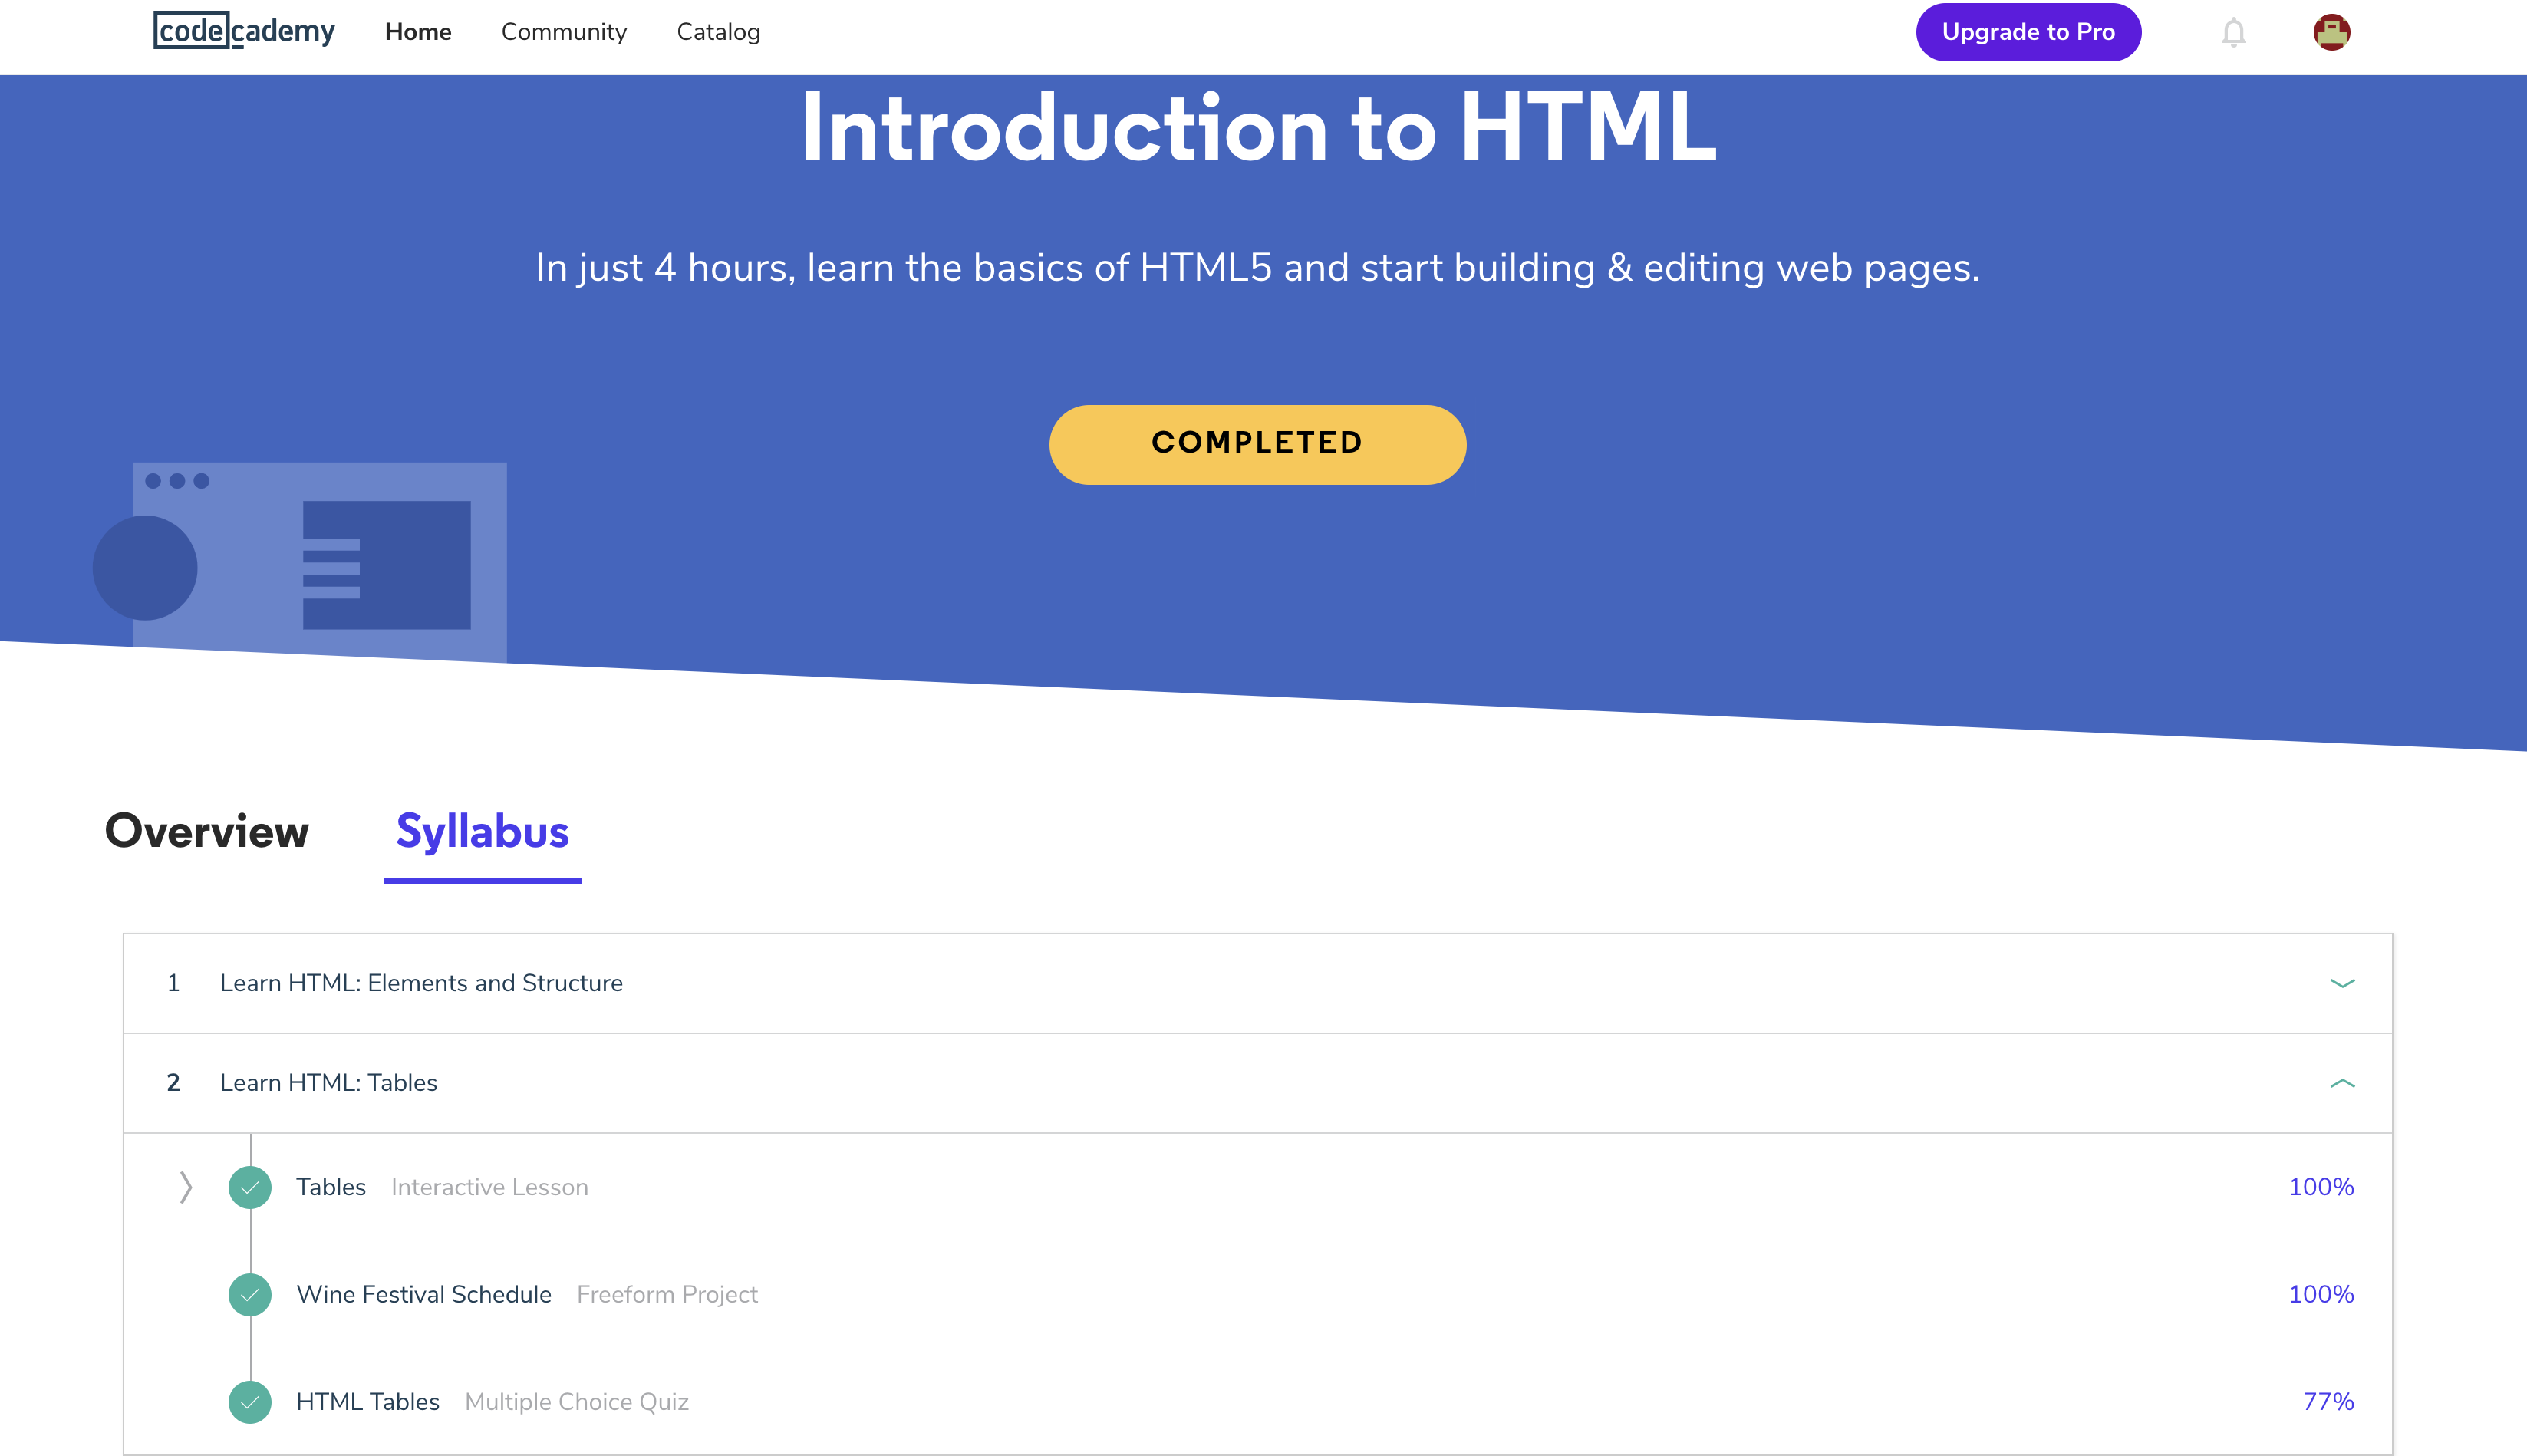 codecademy Home Community Catalog Upgrade to Pro
Introduction to HTML
In just 4 hours, learn the basics of HTML5 and start building & editing web pages.
COMPLETED
Overview Syllabus
1 Learn HTML: Elements and Structure
2 Learn HTML: Tables
Tables Interactive Lesson 100%
Wine Festival Schedule Freeform Project 100%
HTML Tables Multiple Choice Quiz 77%